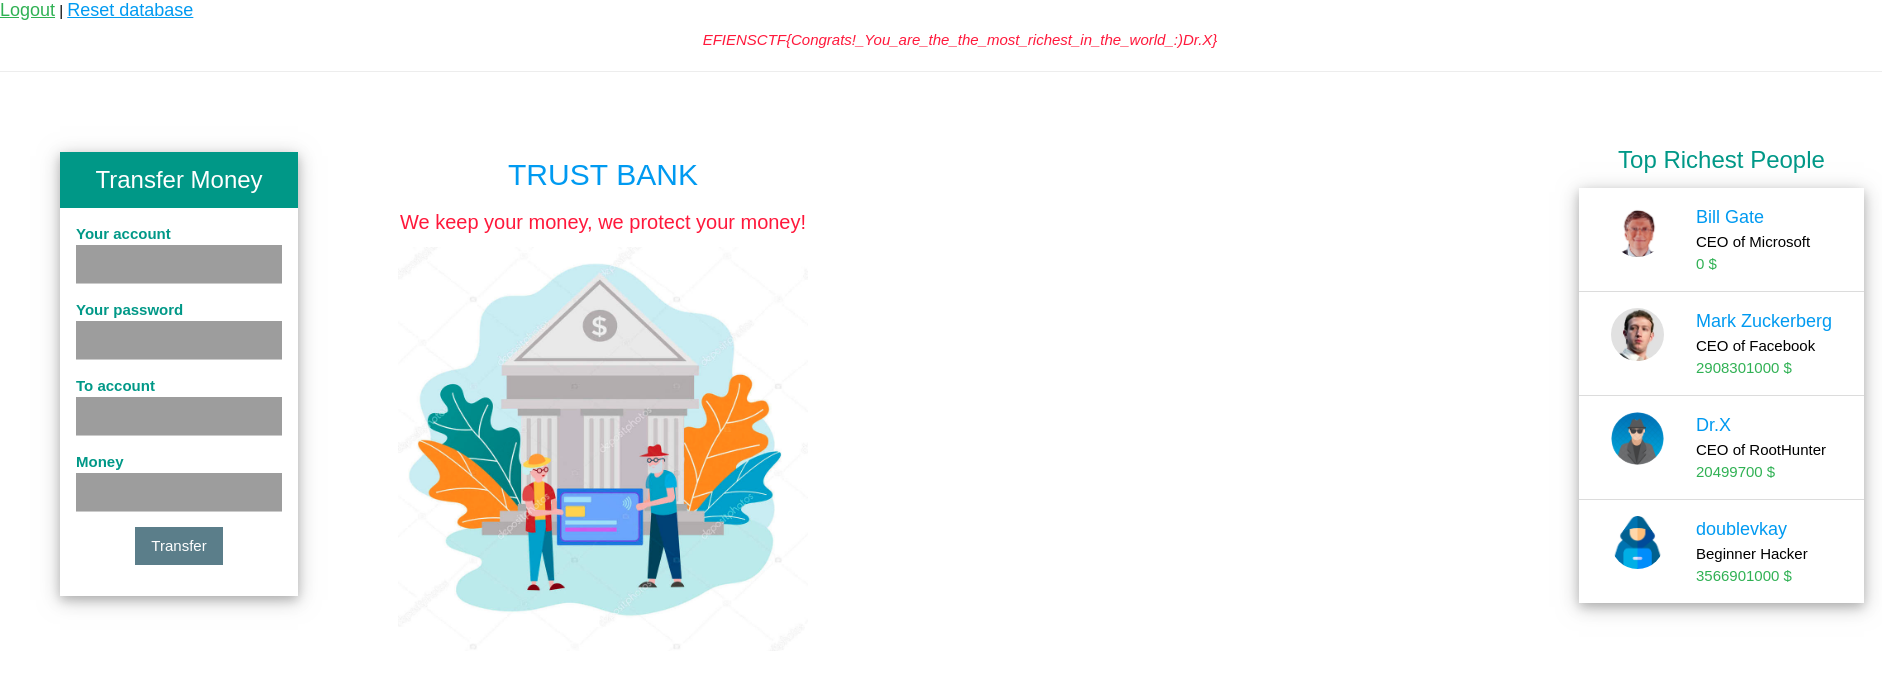 Logout | Reset database
EFIENSCTF{Congrats!_You_are_the_the_most_richest_in_the_world_:)Dr.X}
Transfer Money
Your account
Your password
To account
Money
Transfer
TRUST BANK
We keep your money, we protect your money!
$
Top Richest People
Bill Gate
CEO of Microsoft
0 $
Mark Zuckerberg
CEO of Facebook
2908301000 $
Dr.X
CEO of RootHunter
20499700 $
doublevkay
Beginner Hacker
3566901000 $